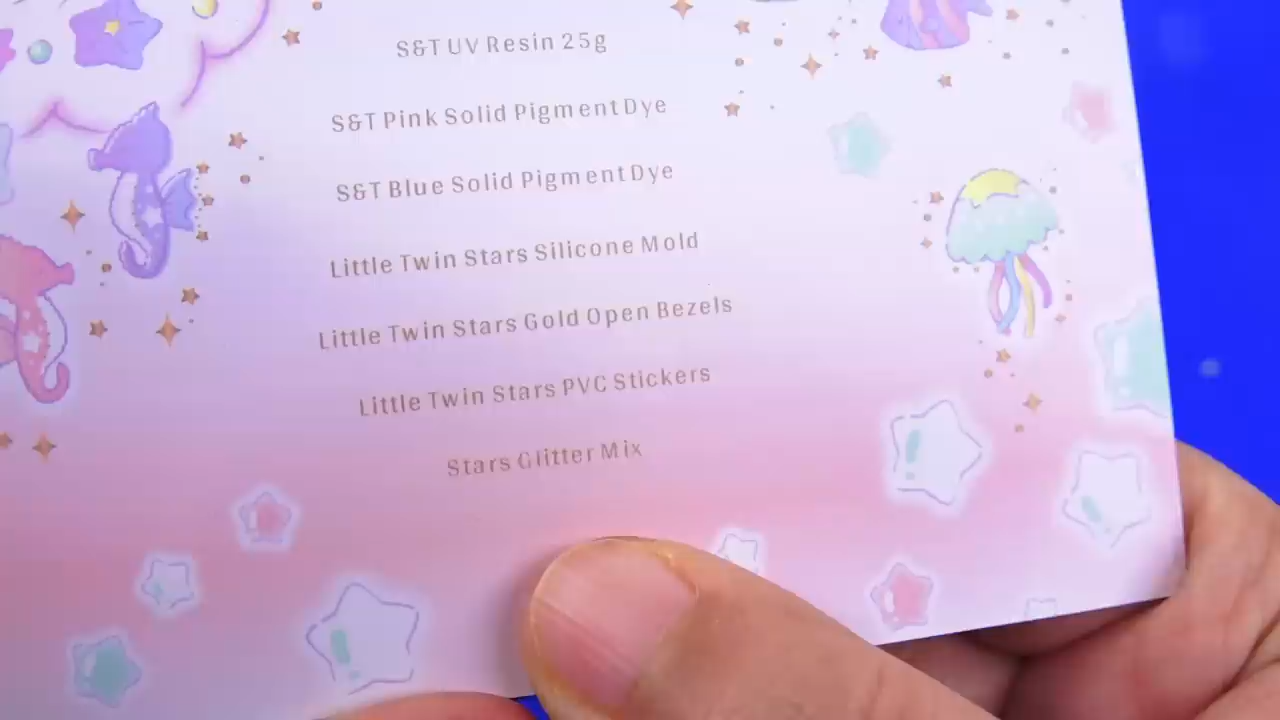 S&T UV Resin 25g
S&T Pink Solid Pigment Dye
S&T Blue Solid Pigment Dye
Little Twin Stars Silicone Mold
Little Twin Stars Gold Open Bezels
Little Twin Stars PVC Stickers
Stars Glitter Mix